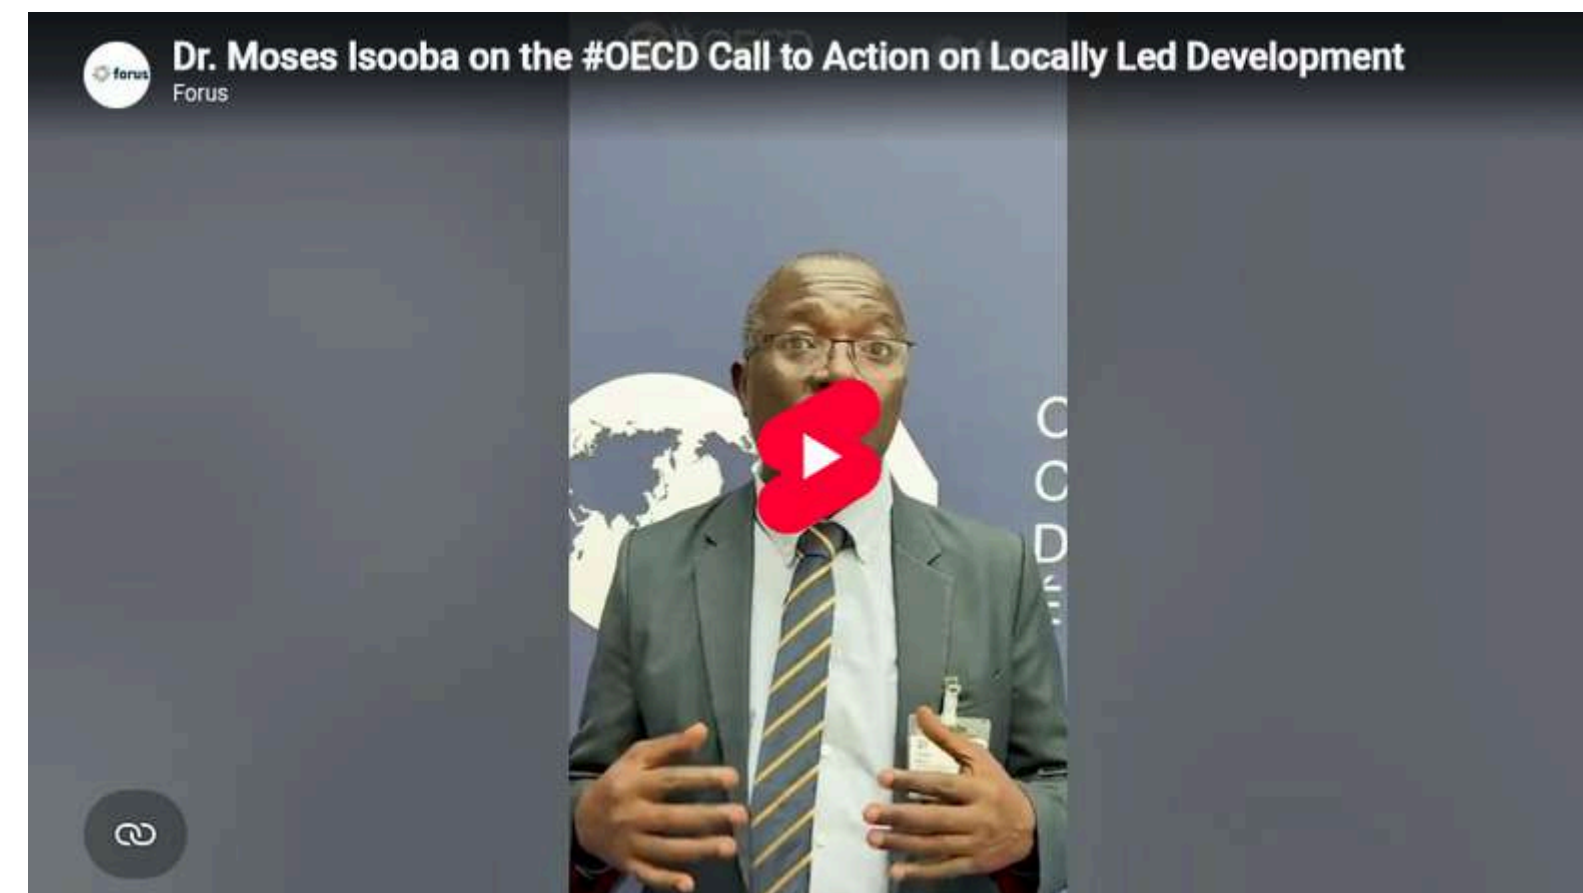 forus
Dr. Moses Isooba on the #OECD Call to Action on Locally Led Development
Forus